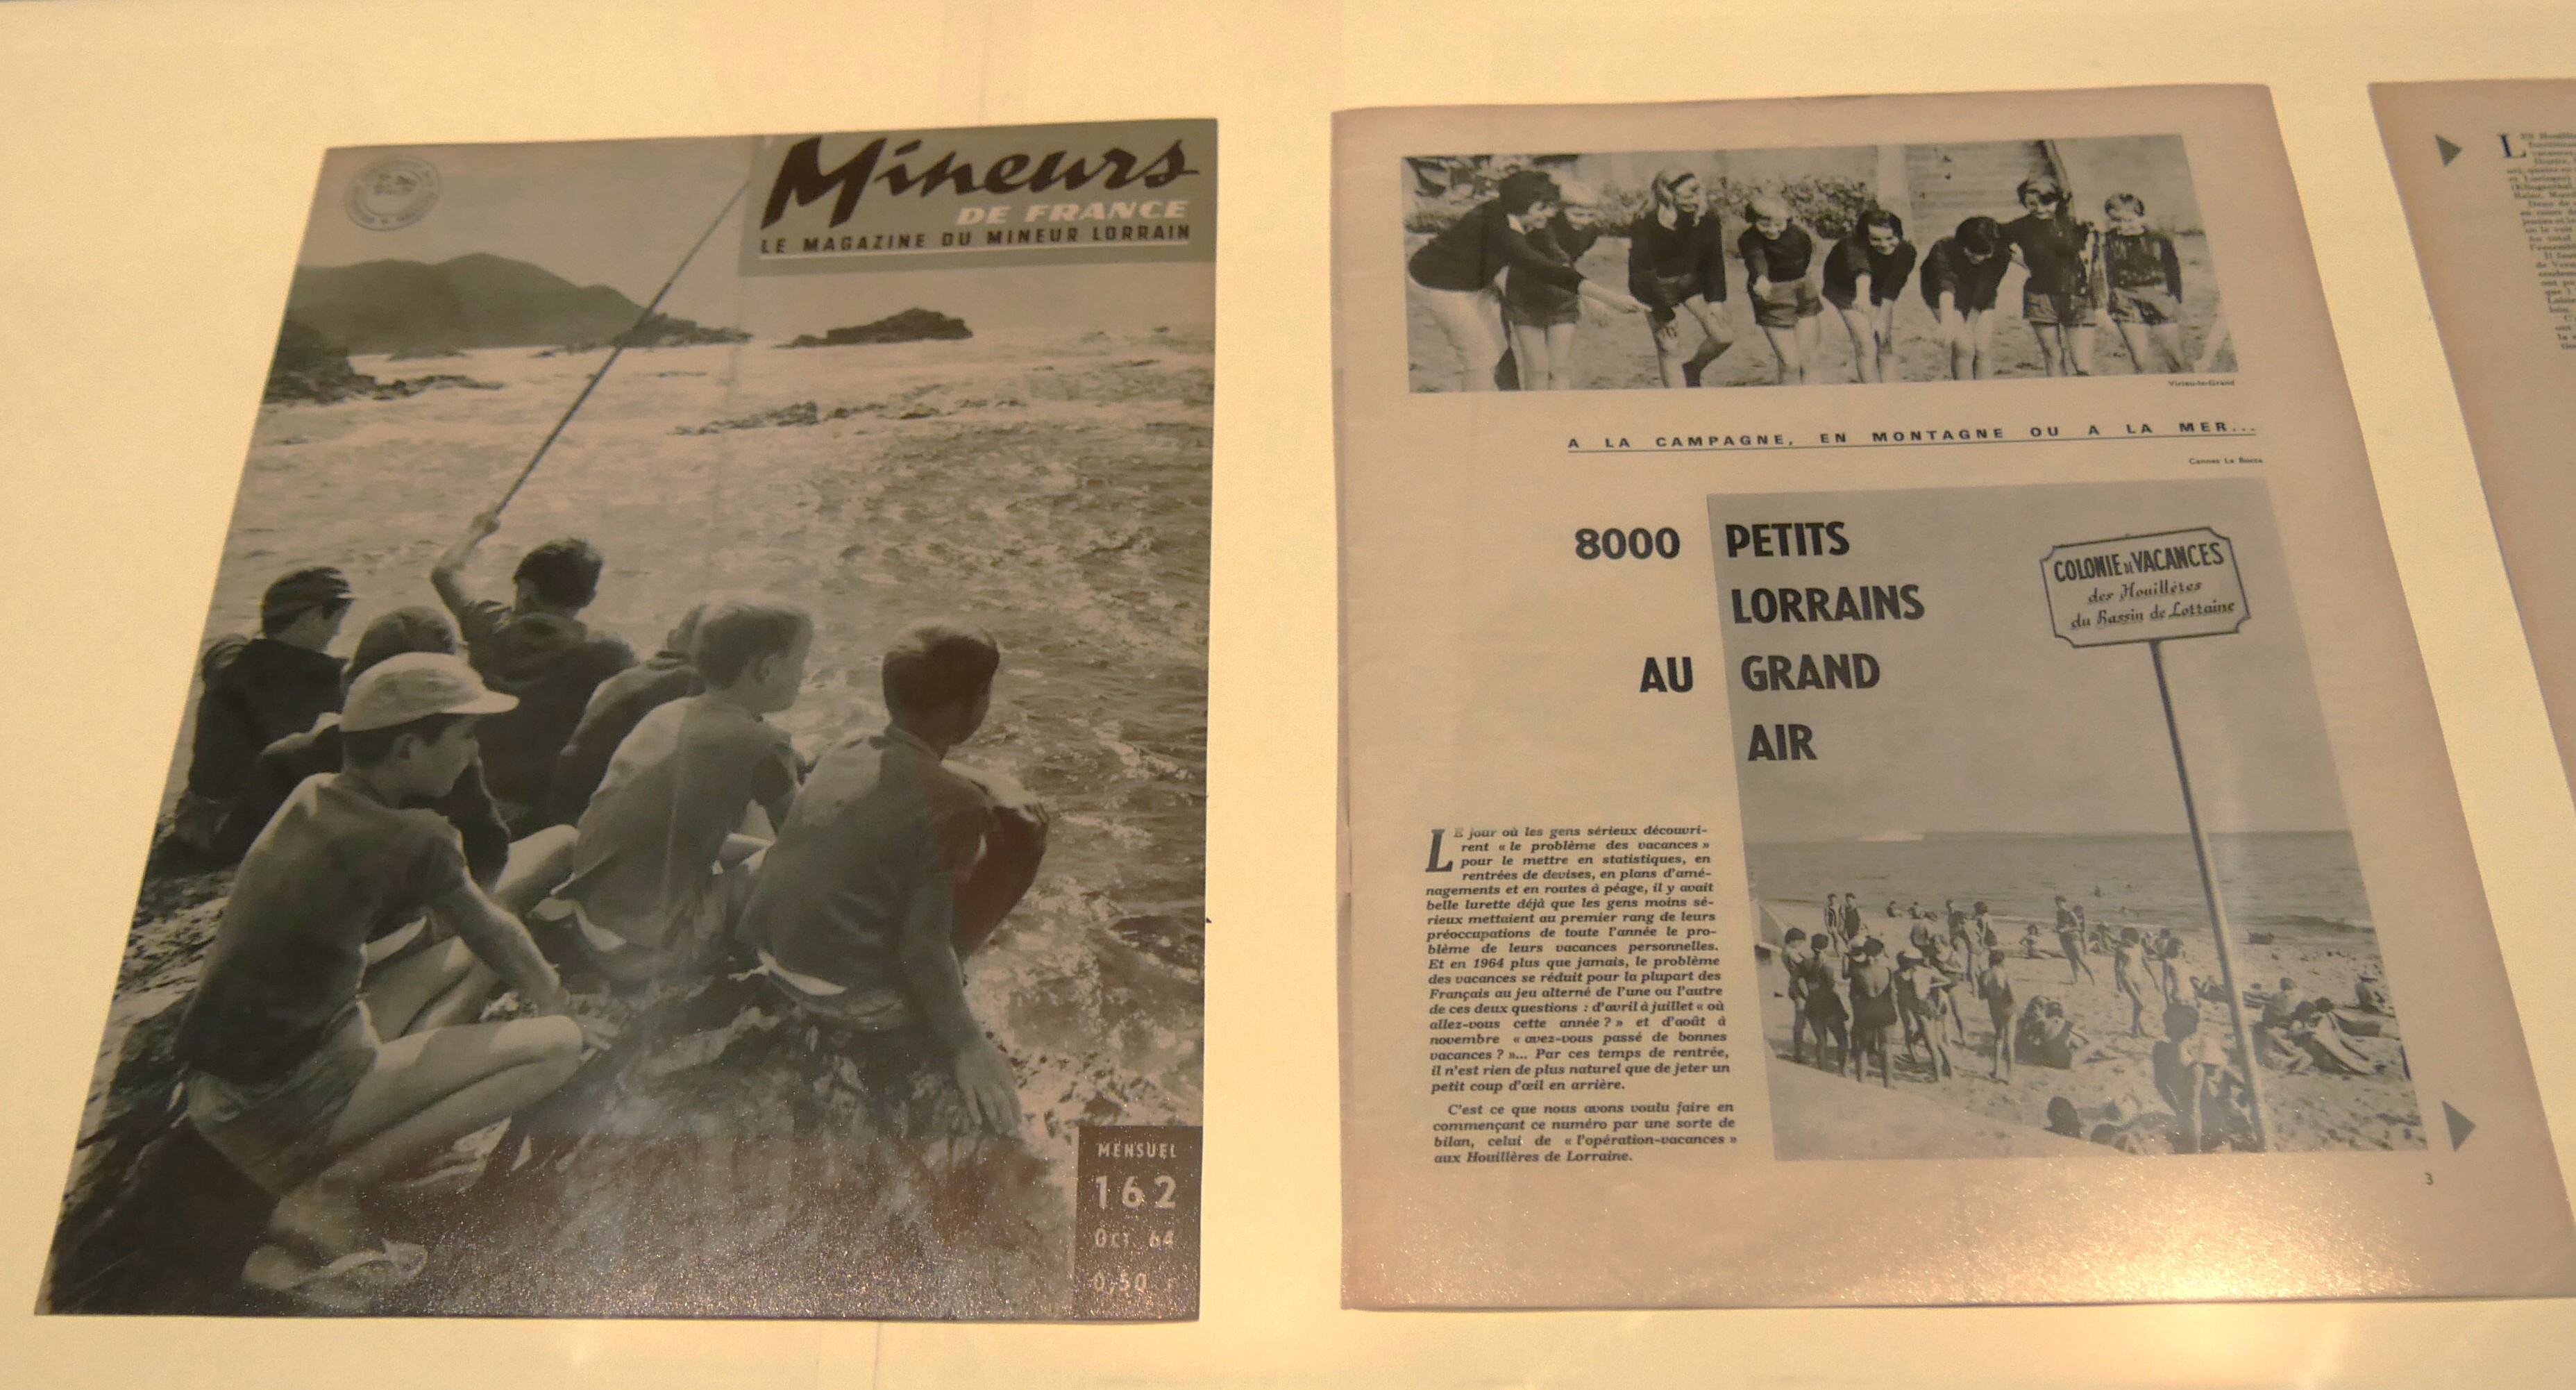 Mineurs
DE FRANCE
LE MAGAZINE DU MINEUR LORRAIN
MENSUEL
162
Oct 64
0,50 F
Virieu-le-Grand
A LA CAMPAGNE, EN MONTAGNE OU A LA MER...
Cannes La Bocca
8000 PETITS
LORRAINS
AU GRAND
AIR
COLONIE DE VACANCES
des Houillères
du Bassin de Lorraine
LE jour où les gens sérieux découvri-
rent « le problème des vacances »
pour le mettre en statistiques, en
rentrées de devises, en plans d'amé-
nagements et en routes à péage, il y avait
belle lurette déjà que les gens moins sé-
rieux mettaient au premier rang de leurs
préoccupations de toute l'année le pro-
blème de leurs vacances personnelles.
Et en 1964 plus que jamais, le problème
des vacances se réduit pour la plupart des
Français au jeu alterné de l'une ou l'autre
de ces deux questions : d'avril à juillet « où
allez-vous cette année ? » et d'août à
novembre « avez-vous passé de bonnes
vacances ? »... Par ces temps de rentrée,
il n'est rien de plus naturel que de jeter un
petit coup d'œil en arrière.
C'est ce que nous avons voulu faire en
commençant ce numéro par une sorte de
bilan, celui de « l'opération-vacances »
aux Houillères de Lorraine.
3